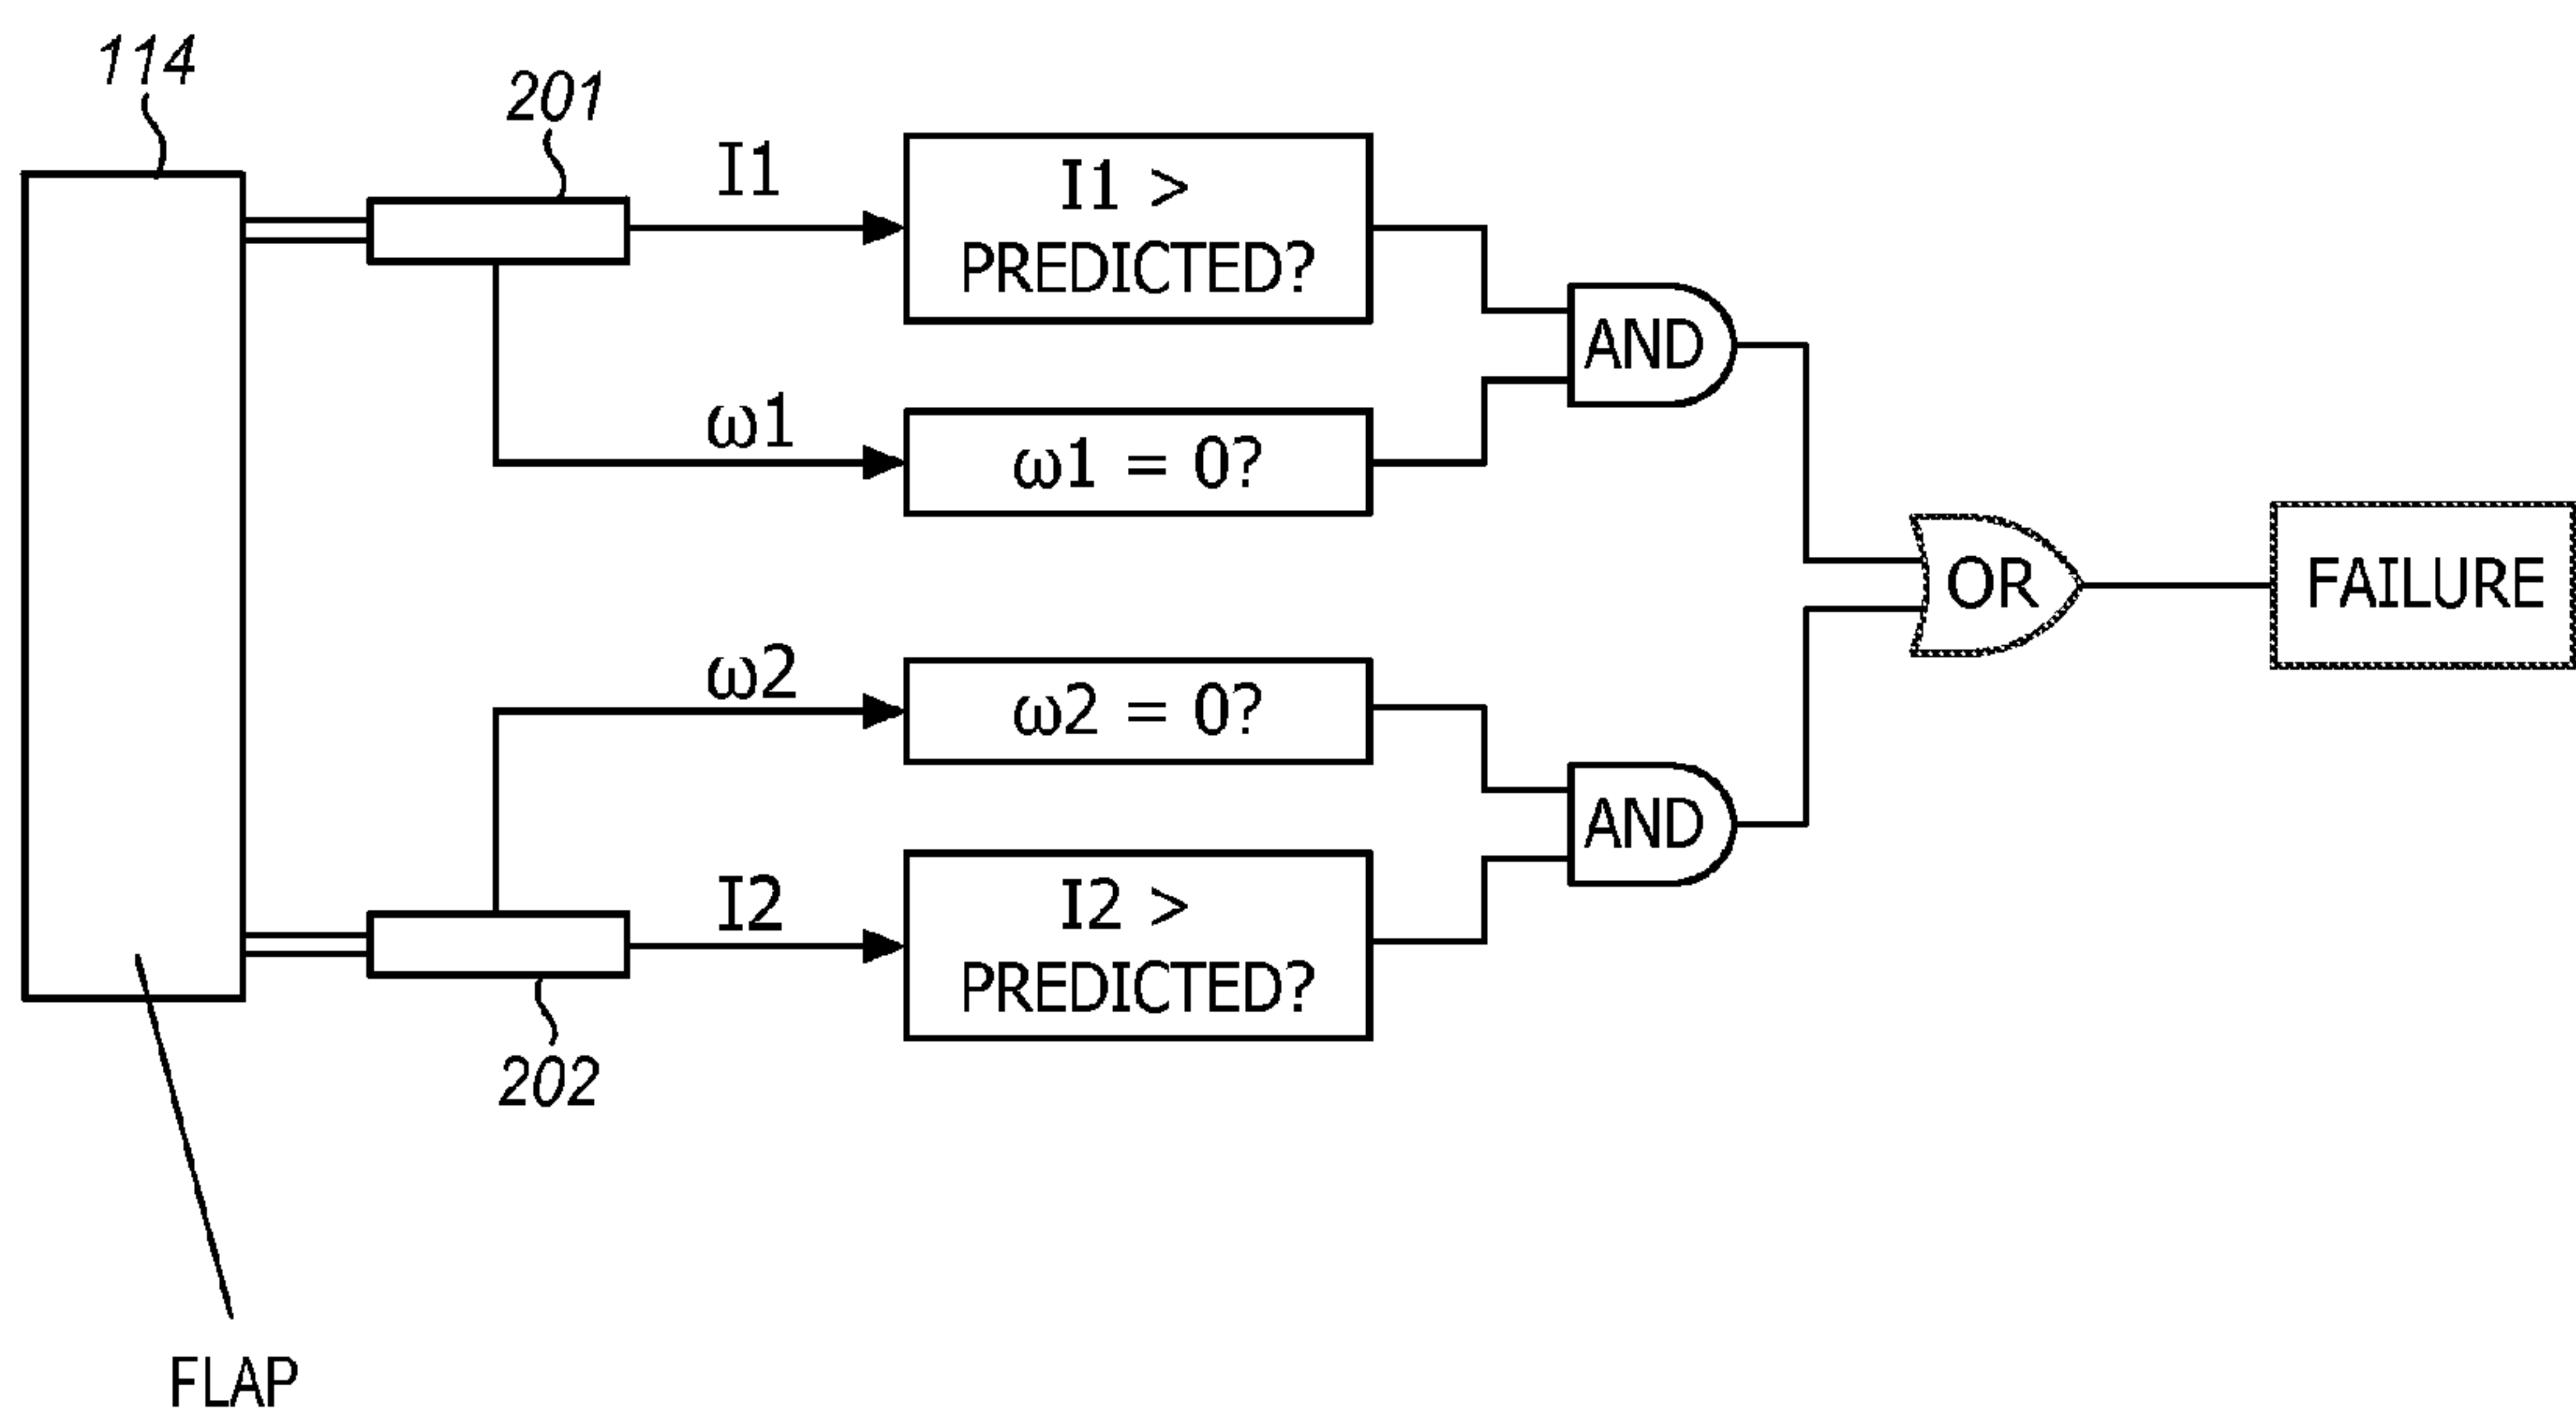 114
201
I1
I1 >
PREDICTED?
AND
ω1
ω1 = 0?
OR
FAILURE
ω2
ω2 = 0?
AND
I2
I2 >
PREDICTED?
202
FLAP